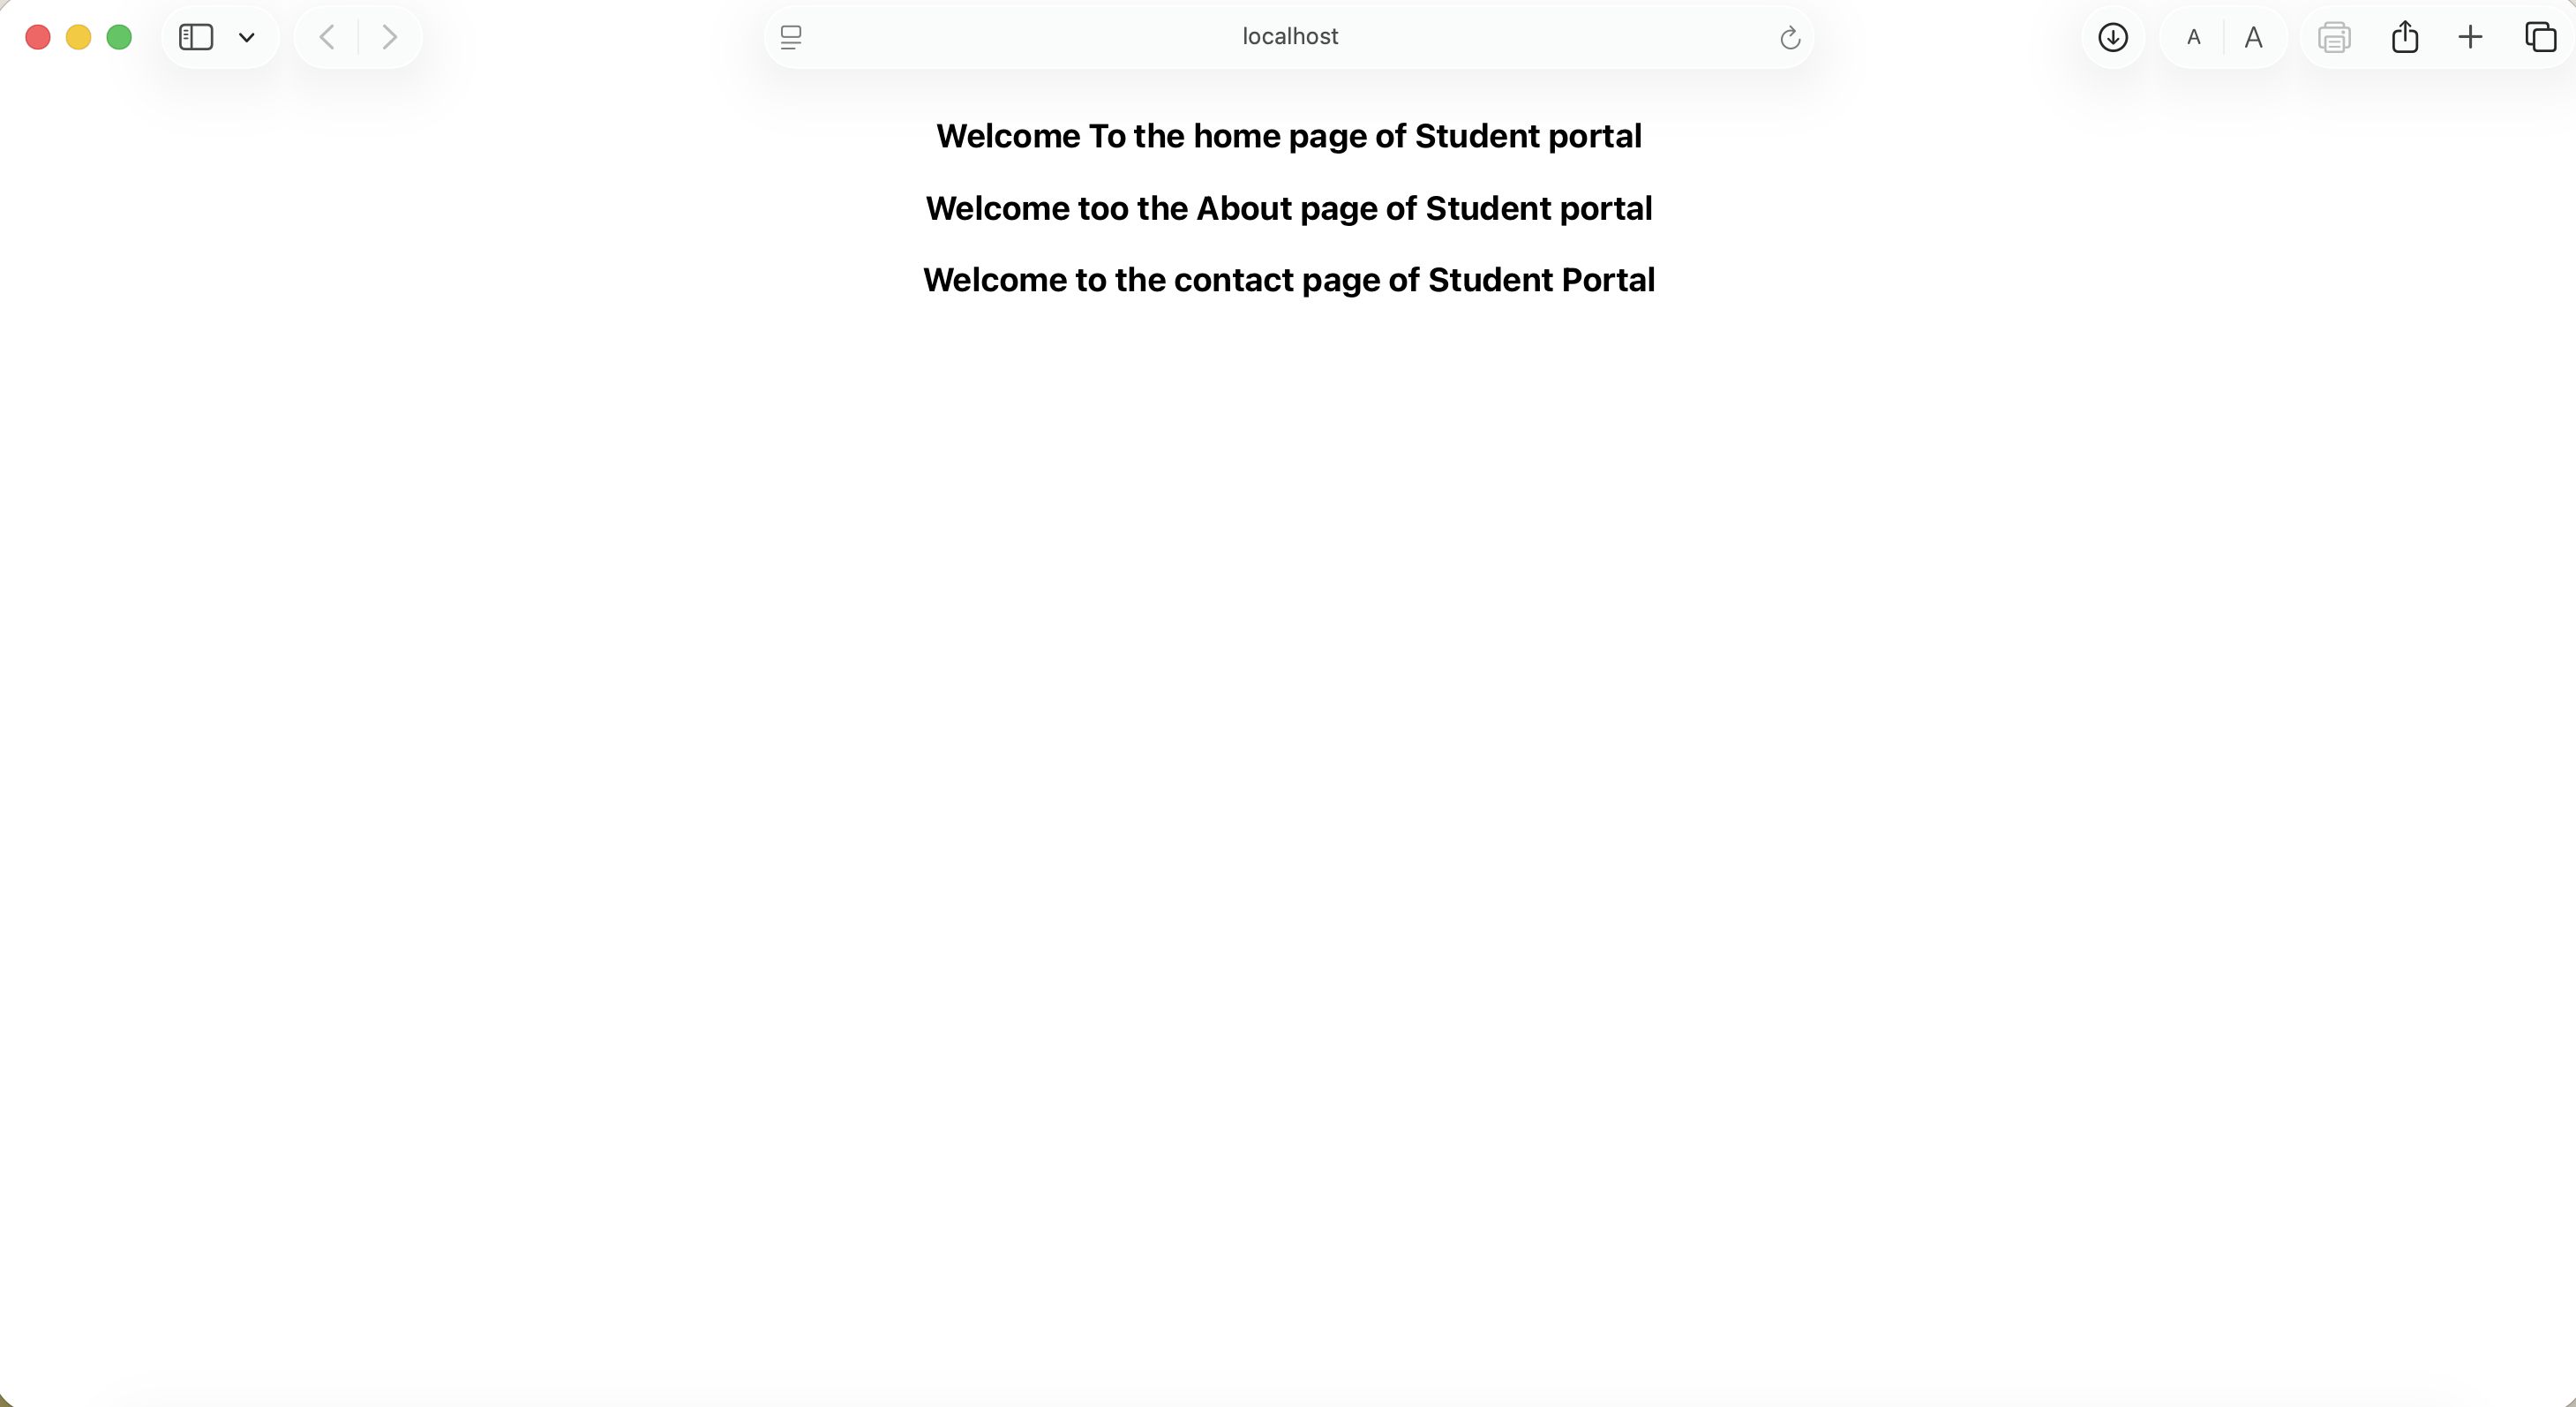 localhost
A A
Welcome To the home page of Student portal
Welcome too the About page of Student portal
Welcome to the contact page of Student Portal